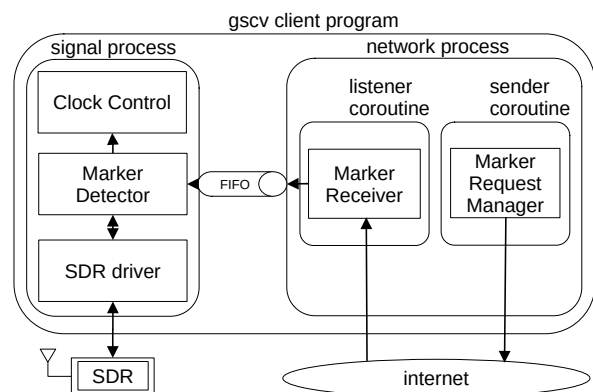 gscv client program
signal process
network process
Clock Control
listener
coroutine
sender
coroutine
Marker
Detector
FIFO
Marker
Receiver
Marker
Request
Manager
SDR driver
SDR
internet